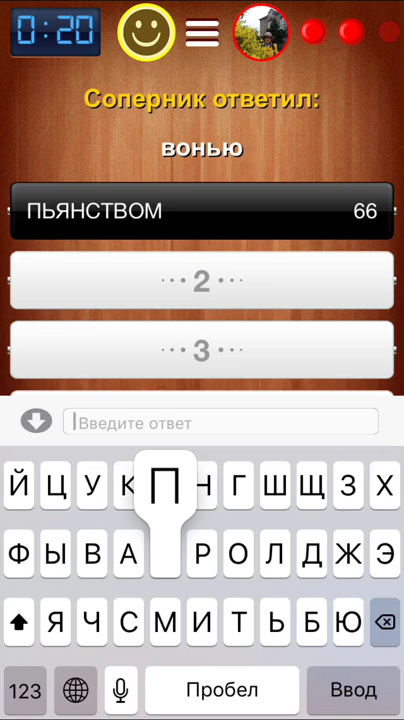 0:20
Соперник ответил:
вонью
ПЬЯНСТВОМ 66
··· 2 ···
··· 3 ···
Введите ответ
Й Ц У К П Н Г Ш Щ З Х
Ф Ы В А Р О Л Д Ж Э
Я Ч С М И Т Ь Б Ю
123 Пробел Ввод